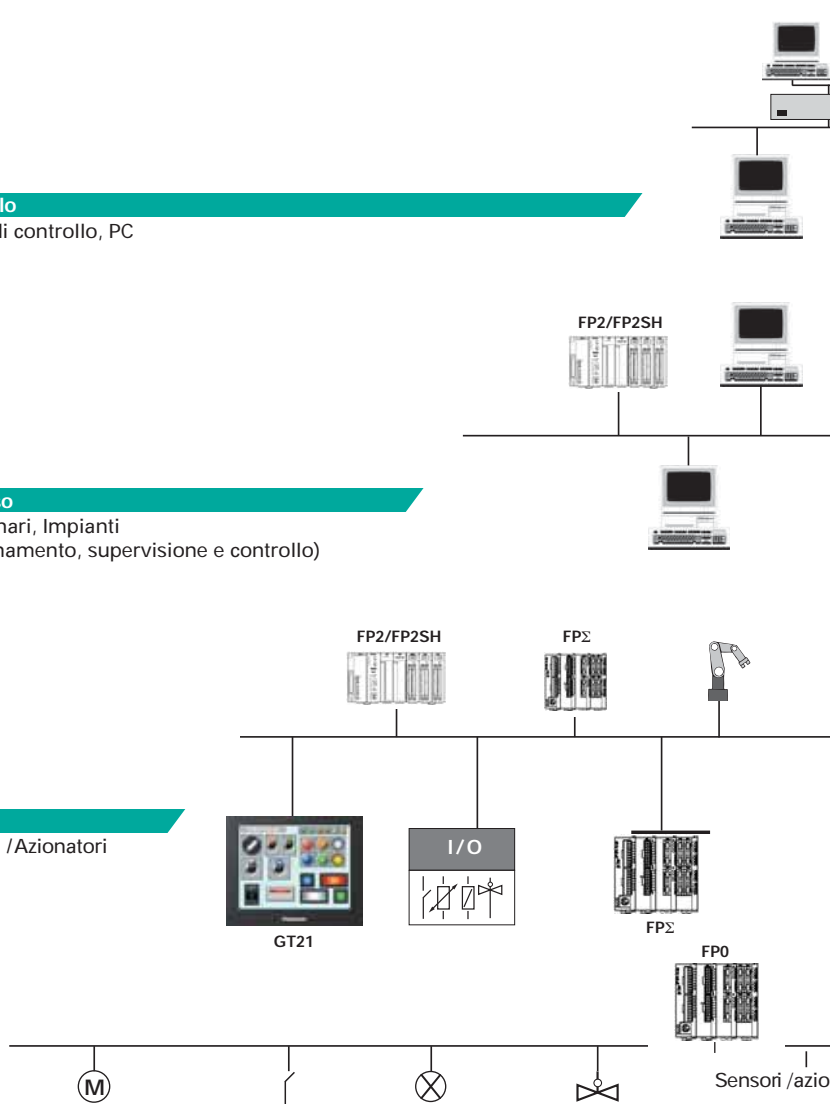 lo
li controllo, PC
FP2/FP2SH
so
nari, Impianti
namento, supervisione e controllo)
FP2/FP2SH
FPΣ
/Azionatori
I/O
GT21
FPΣ
FP0
M
Sensori /azio